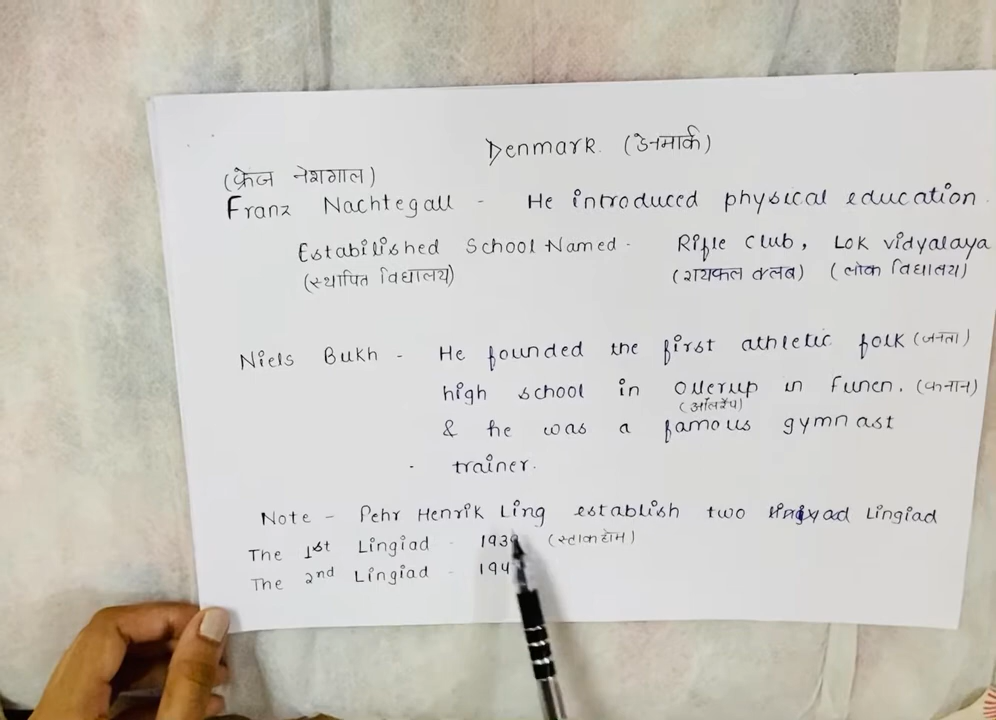 Denmark. (डेनमार्क)
(फ्रेंज नेशगाल)
Franz Nachtegall - He introduced physical education.
Estabilished School Named - Rifle Club, Lok vidyalaya
(स्थापित विद्यालय) (रायफल क्लब) (लोक विद्यालय)
Niels Bukh - He founded the first athletic folk (जनता)
high school in Ollerup in Funen. (फनान)
(ऑलरैप)
& he was a famous gymnast
trainer.
Note - Pehr Henrik Ling establish two Lingiad
The 1st Lingiad - 1939 (स्टाकहोम)
The 2nd Lingiad -